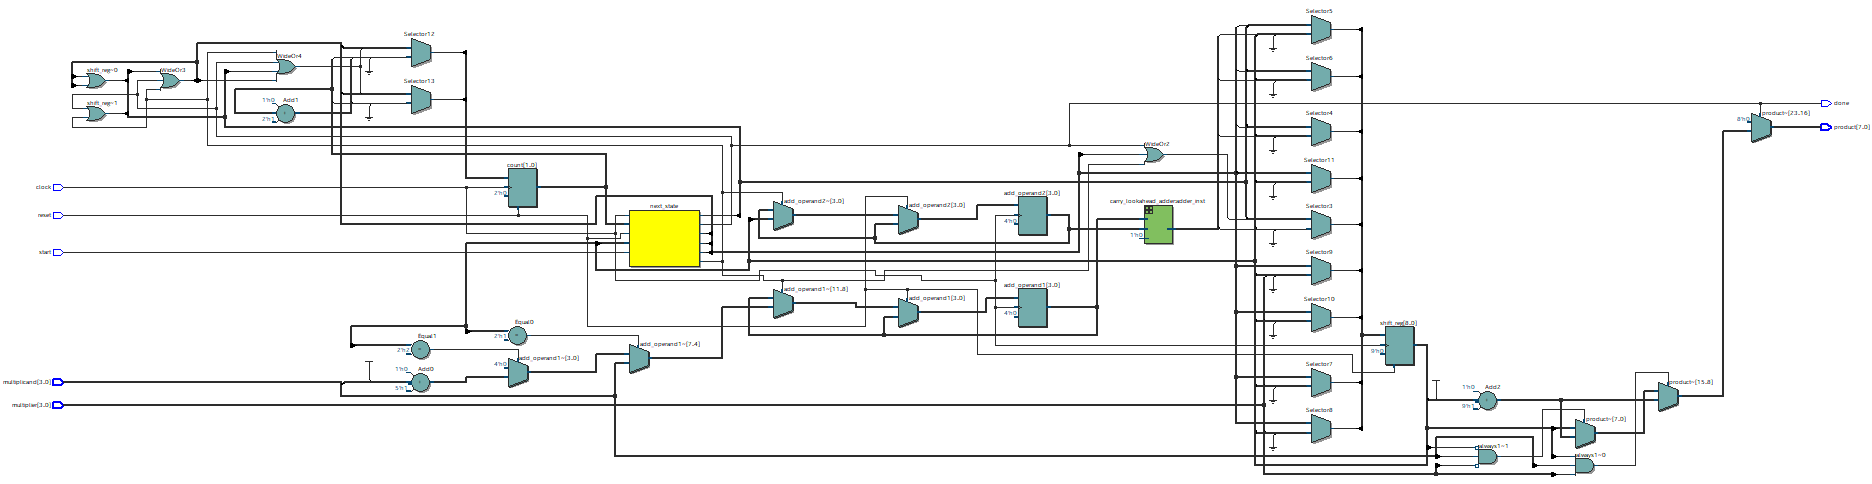 Selector5
Selector12
WideOr4
Selector6
shift_reg~0
WideOr3
Selector13
1'h0
Add1
2'h1
shift_reg~1
done
product~[23..16]
8'h0
product[7..0]
Selector4
WideOr2
count[1..0]
Selector11
clock
2'h0
add_operand2[3..0]
add_operand2~[3..0]
add_operand2[3..0]
4'h0
carry_lookahead_adder:adder_inst
1'h0
next_state
Selector3
reset
start
Selector9
add_operand1~[11..8]
add_operand1[3..0]
add_operand1[3..0]
4'h0
Selector10
Equal0
2'h1
Equal1
2'h2
shift_reg[8..0]
9'h0
add_operand1~[7..4]
add_operand1~[3..0]
4'h0
Selector7
1'h0
Add0
5'h1
multiplicand[3..0]
multiplier[3..0]
1'h0
Add2
9'h1
product~[15..8]
Selector8
product~[7..0]
always1~1
always1~0